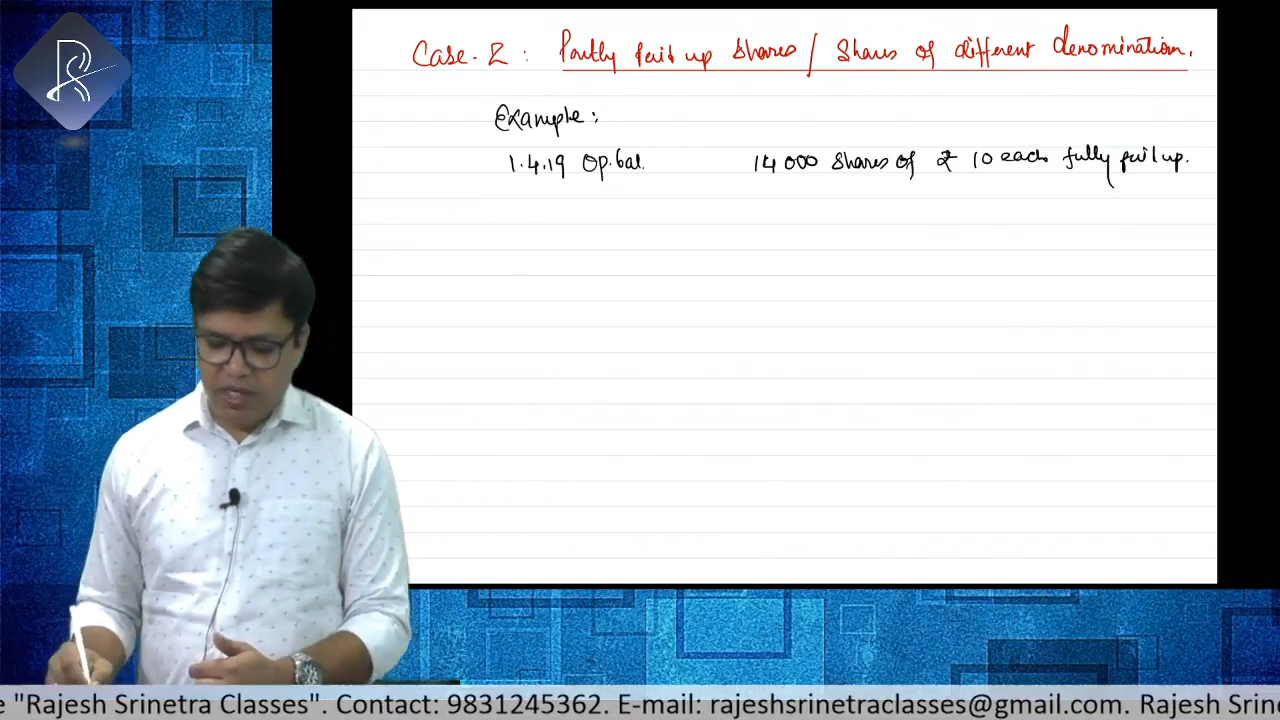 RS
Case - 2 : Partly paid up shares / Shares of different denomination.
Example :
1.4.19 Op. bal. 14000 shares of ₹ 10 each fully paid up.
e "Rajesh Srinetra Classes". Contact: 9831245362. E-mail: rajeshsrinetraclasses@gmail.com. Rajesh Srin